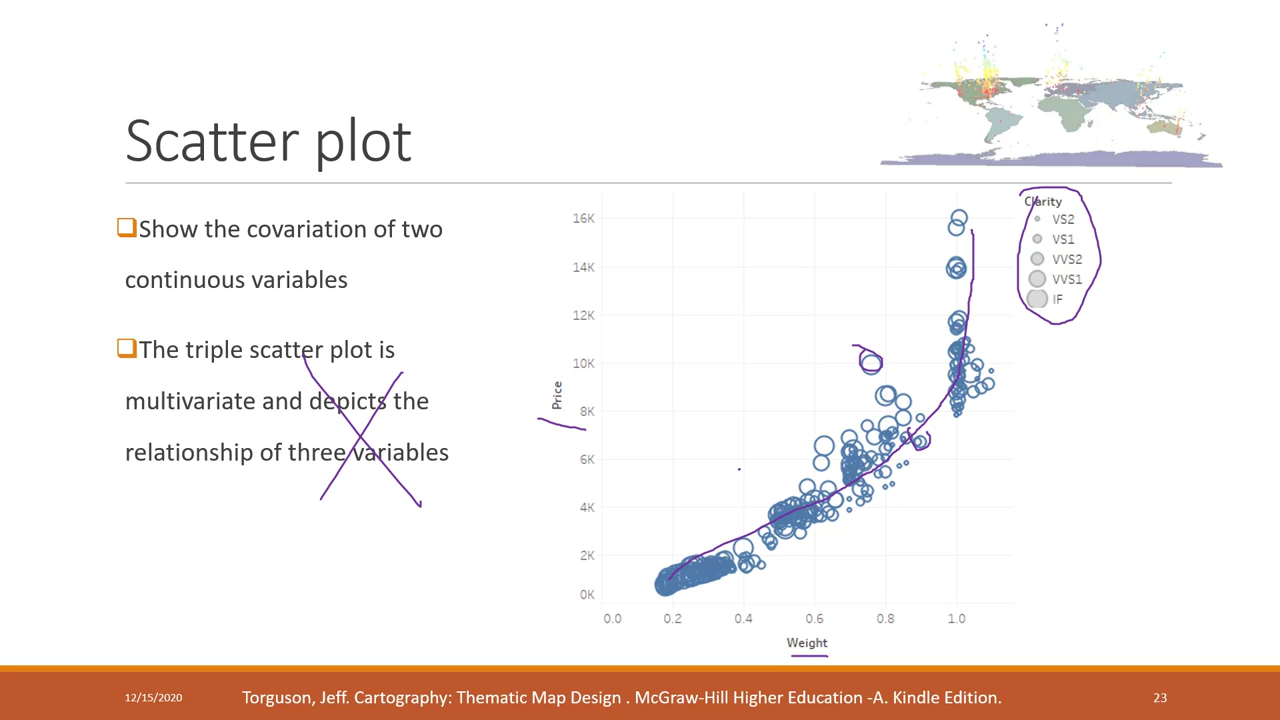 Scatter plot
Show the covariation of two
continuous variables
The triple scatter plot is
multivariate and depicts the
relationship of three variables
Price
16K
14K
12K
10K
8K
6K
4K
2K
0K
0.0 0.2 0.4 0.6 0.8 1.0
Weight
Clarity
VS2
VS1
VVS2
VVS1
IF
12/15/2020 Torguson, Jeff. Cartography: Thematic Map Design . McGraw-Hill Higher Education -A. Kindle Edition. 23